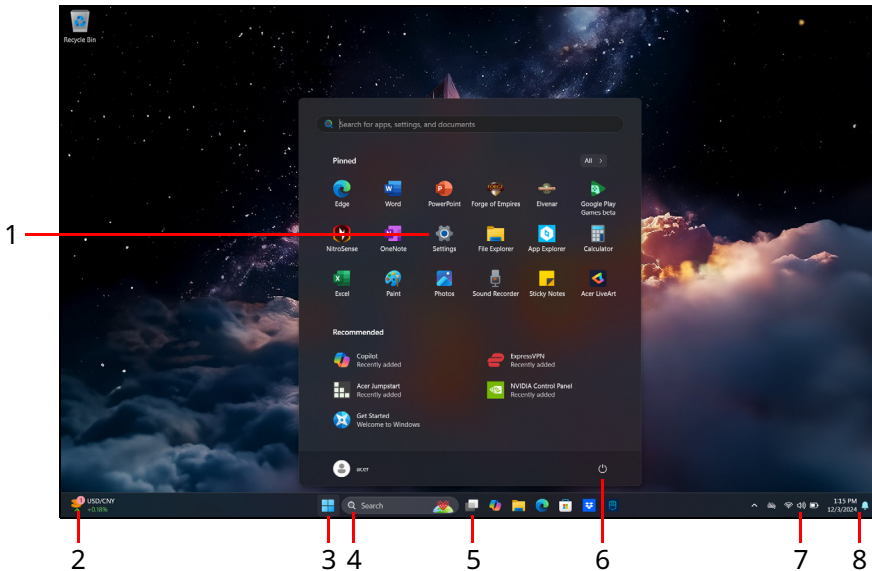 Recycle Bin
Search for apps, settings, and documents
Pinned
All >
Edge
Word
PowerPoint
Forge of Empires
Elvenar
Google Play
Games beta
1
NitroSense
OneNote
Settings
File Explorer
App Explorer
Calculator
Excel
Paint
Photos
Sound Recorder
Sticky Notes
Acer LiveArt
Recommended
Copilot
Recently added
ExpressVPN
Recently added
Acer Jumpstart
Recently added
NVIDIA Control Panel
Recently added
Get Started
Welcome to Windows
acer
1
USD/CNY
+0.18%
Search
1:15 PM
12/3/2024
2
3
4
5
6
7
8